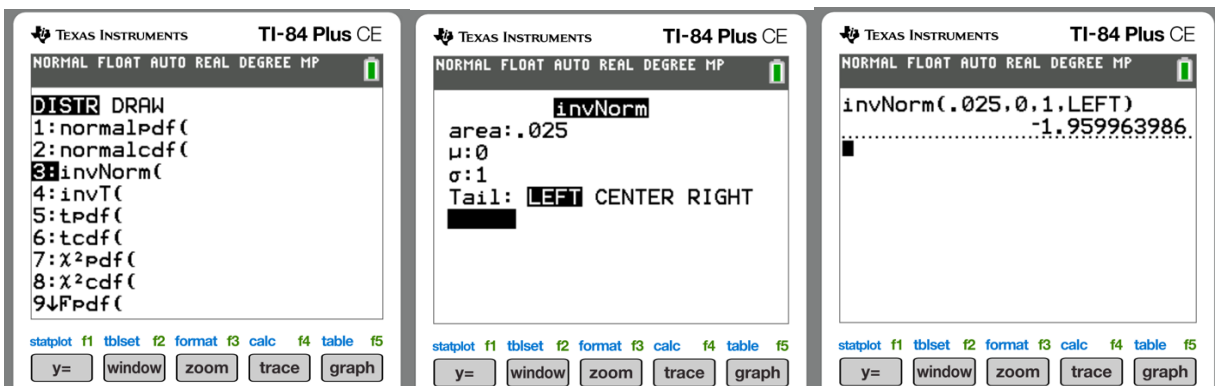 TEXAS INSTRUMENTS TI-84 Plus CE
NORMAL FLOAT AUTO REAL DEGREE MP
DISTR DRAW
1:normalpdf(
2:normalcdf(
3:invNorm(
4:invT(
5:tpdf(
6:tcdf(
7:χ²pdf(
8:χ²cdf(
9↓Fpdf(
statplot f1 tblset f2 format f3 calc f4 table f5
y= window zoom trace graph
TEXAS INSTRUMENTS TI-84 Plus CE
NORMAL FLOAT AUTO REAL DEGREE MP
invNorm
area:.025
μ:0
σ:1
Tail: LEFT CENTER RIGHT
statplot f1 tblset f2 format f3 calc f4 table f5
y= window zoom trace graph
TEXAS INSTRUMENTS TI-84 Plus CE
NORMAL FLOAT AUTO REAL DEGREE MP
invNorm(.025,0,1,LEFT)
-1.959963986
statplot f1 tblset f2 format f3 calc f4 table f5
y= window zoom trace graph